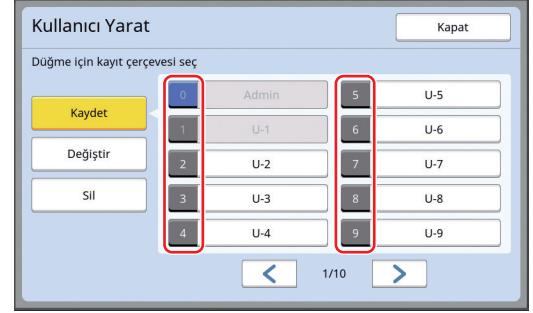 Kullanıcı Yarat
Kapat
Düğme için kayıt çerçevesi seç
Kaydet
Değiştir
Sil
0 Admin
1 U-1
2 U-2
3 U-3
4 U-4
5 U-5
6 U-6
7 U-7
8 U-8
9 U-9
1/10